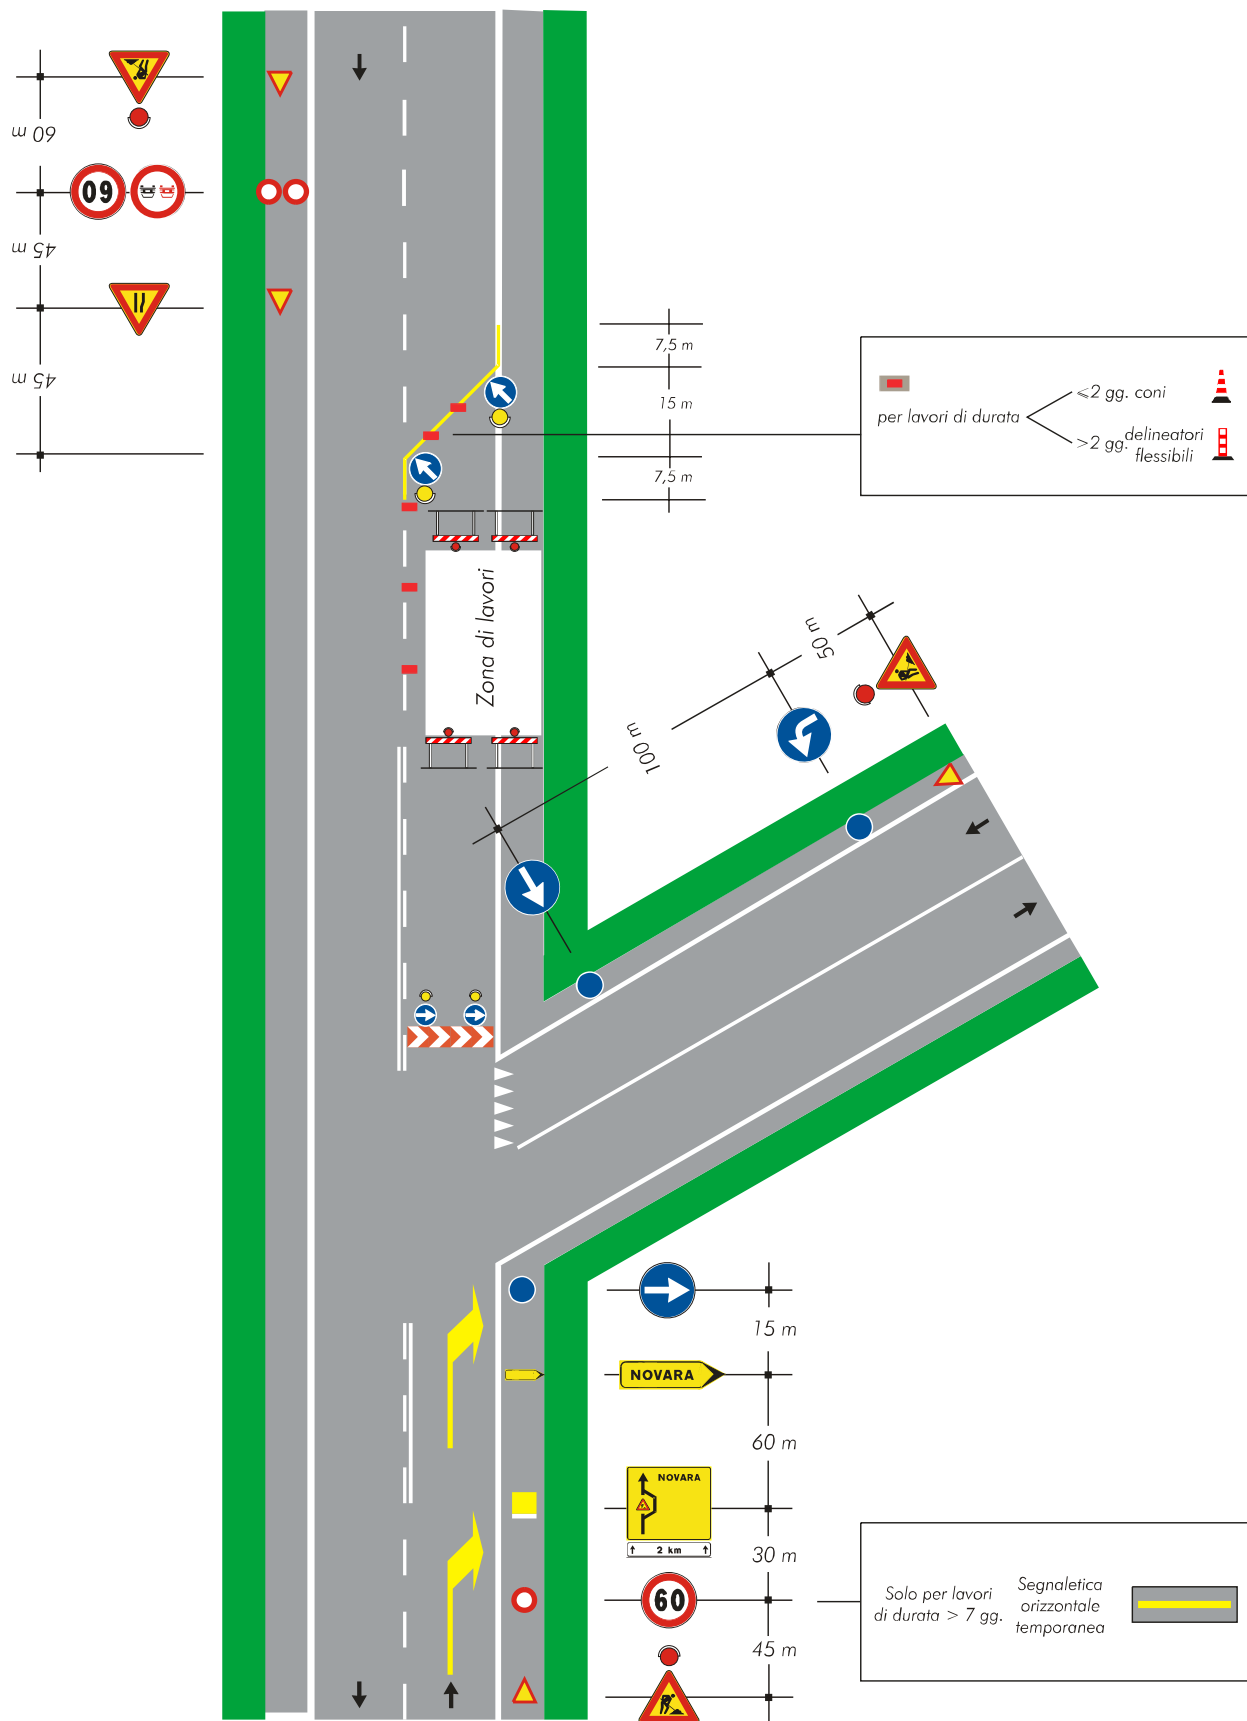 60 m
60
45 m
45 m
7,5 m
15 m
7,5 m
per lavori di durata
⩽2 gg. coni
>2 gg. delineatori
flessibili
Zona di lavori
50 m
100 m
15 m
NOVARA
60 m
NOVARA
2 km
30 m
60
45 m
Solo per lavori
di durata > 7 gg.
Segnaletica
orizzontale
temporanea